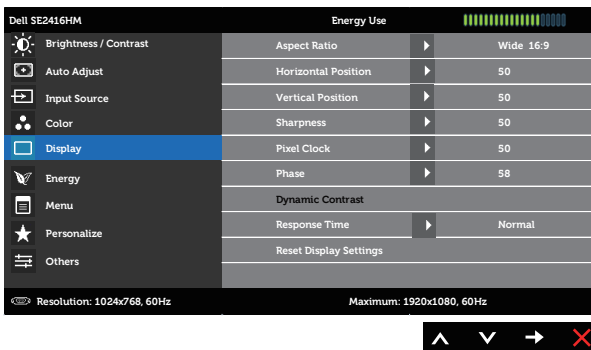 Dell SE2416HM Energy Use
Brightness / Contrast Aspect Ratio Wide 16:9
Auto Adjust Horizontal Position 50
Input Source Vertical Position 50
Color Sharpness 50
Display Pixel Clock 50
Energy Phase 58
Menu Dynamic Contrast
Personalize Response Time Normal
Others Reset Display Settings
Resolution: 1024x768, 60Hz Maximum: 1920x1080, 60Hz